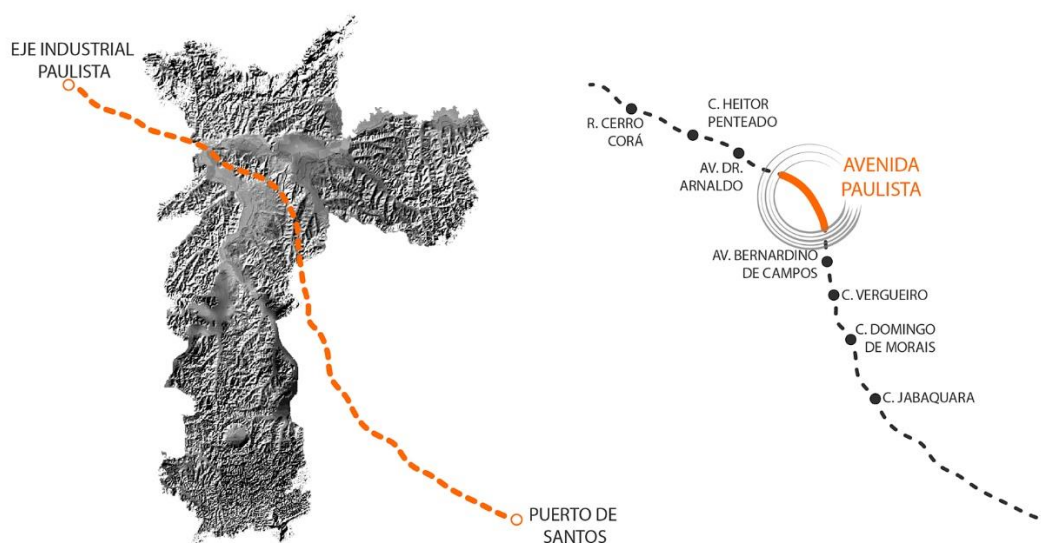 EJE INDUSTRIAL
PAULISTA
PUERTO DE
SANTOS
R. CERRO
CORÁ
C. HEITOR
PENTEADO
AV. DR.
ARNALDO
AVENIDA
PAULISTA
AV. BERNARDINO
DE CAMPOS
C. VERGUEIRO
C. DOMINGO
DE MORAIS
C. JABAQUARA